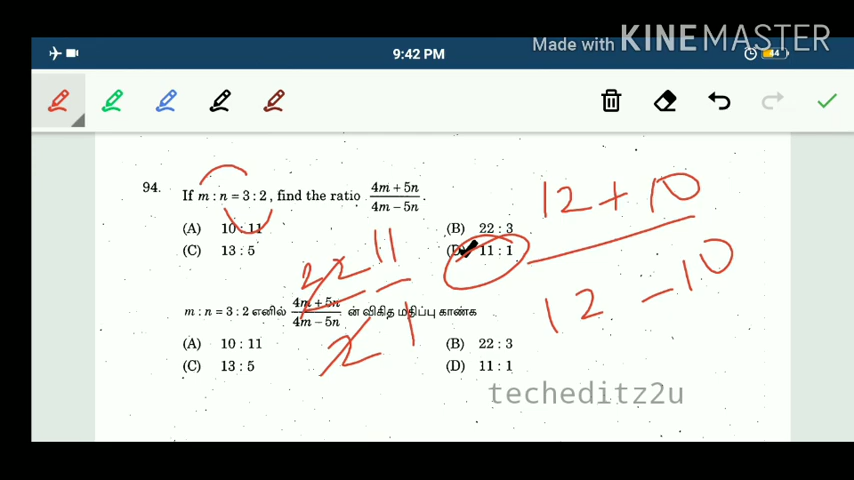 Made with KINEMASTER
9:42 PM
44
94.
If m : n = 3 : 2, find the ratio (4m + 5n)/(4m − 5n).
(A) 10 : 11 (B) 22 : 3
(C) 13 : 5 (D) 11 : 1
12 + 10
12 − 10
22 11
2 1
m : n = 3 : 2 எனில் (4m + 5n)/(4m − 5n) ன் விகித மதிப்பு காண்க
(A) 10 : 11 (B) 22 : 3
(C) 13 : 5 (D) 11 : 1
techeditz2u